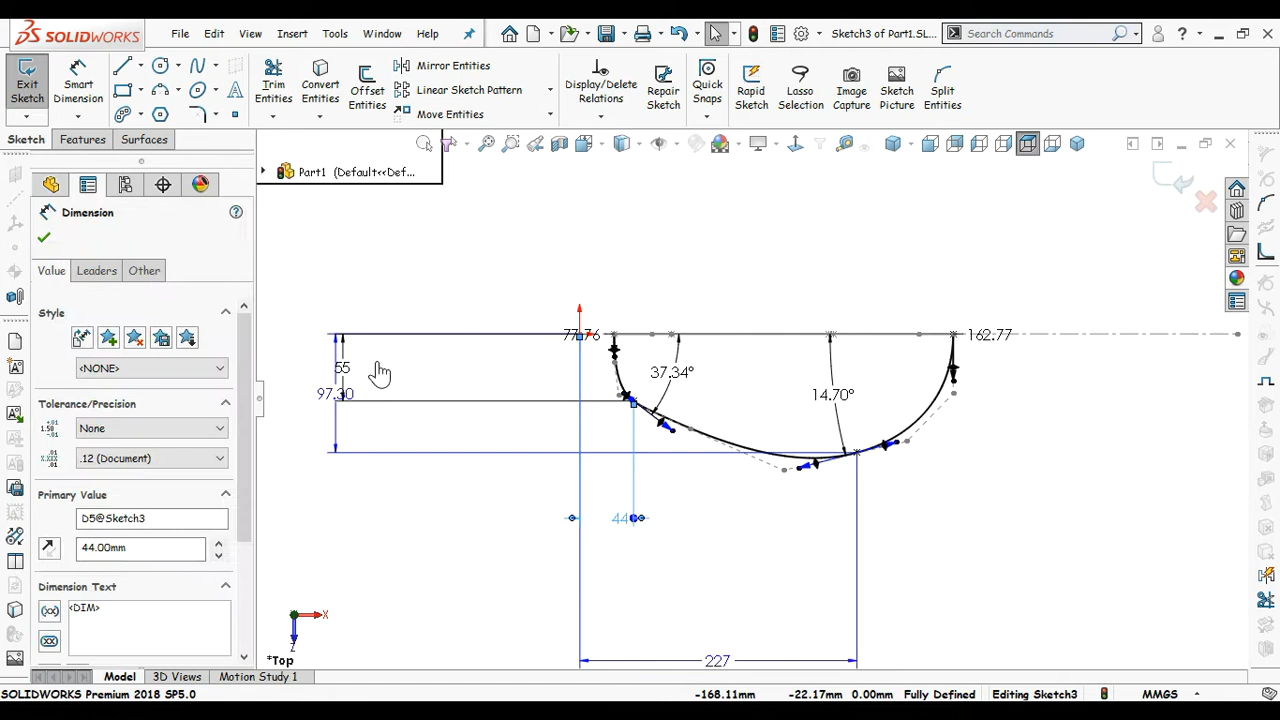 SOLIDWORKS
File
Edit
View
Insert
Tools
Window
Help
Sketch3 of Part1.SL...
Search Commands
Exit
Sketch
Smart
Dimension
Trim
Entities
Convert
Entities
Offset
Entities
Mirror Entities
Linear Sketch Pattern
Move Entities
Display/Delete
Relations
Repair
Sketch
Quick
Snaps
Rapid
Sketch
Lasso
Selection
Image
Capture
Sketch
Picture
Split
Entities
Sketch
Features
Surfaces
Part1 (Default<<Def...
Dimension
Value
Leaders
Other
Style
<NONE>
Tolerance/Precision
None
.12 (Document)
Primary Value
D5@Sketch3
44.00mm
Dimension Text
<DIM>
77.76
162.77
55
37.34°
97.30
14.70°
44
227
X
Z
*Top
Model
3D Views
Motion Study 1
SOLIDWORKS Premium 2018 SP5.0
-168.11mm
-22.17mm
0.00mm
Fully Defined
Editing Sketch3
MMGS